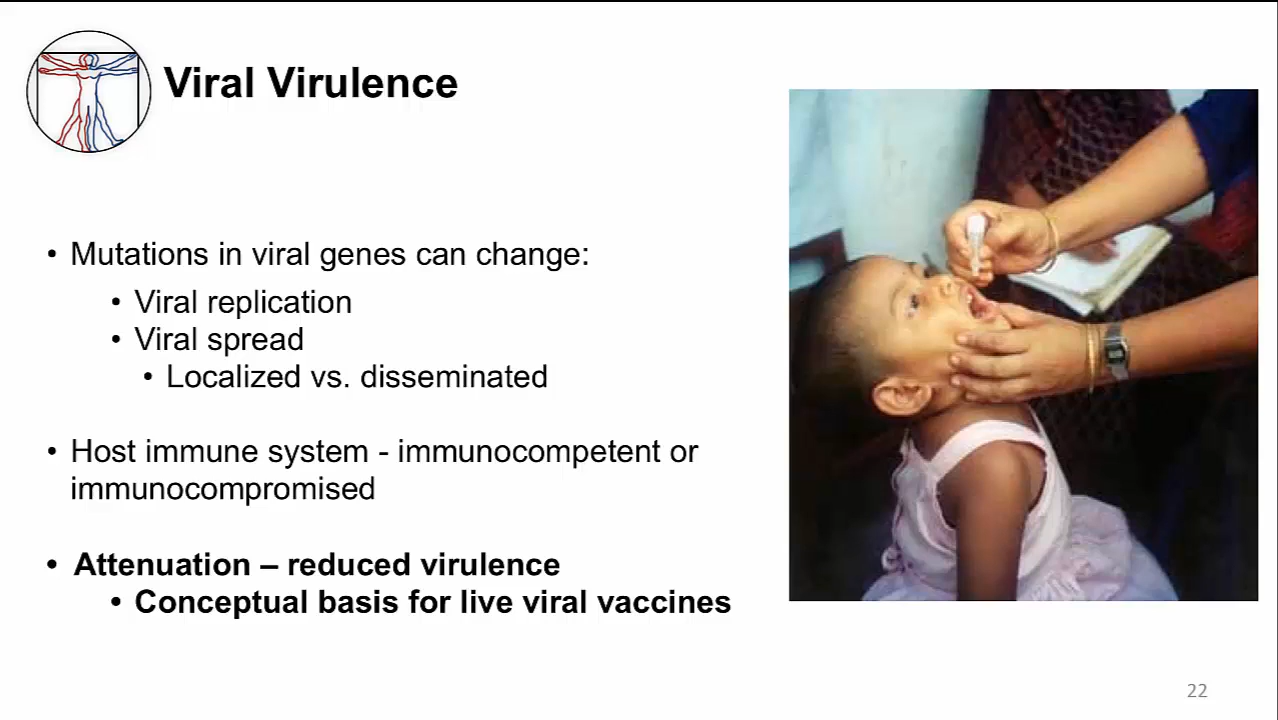 Viral Virulence
• Mutations in viral genes can change:
• Viral replication
• Viral spread
• Localized vs. disseminated
• Host immune system - immunocompetent or
immunocompromised
• Attenuation – reduced virulence
• Conceptual basis for live viral vaccines
22